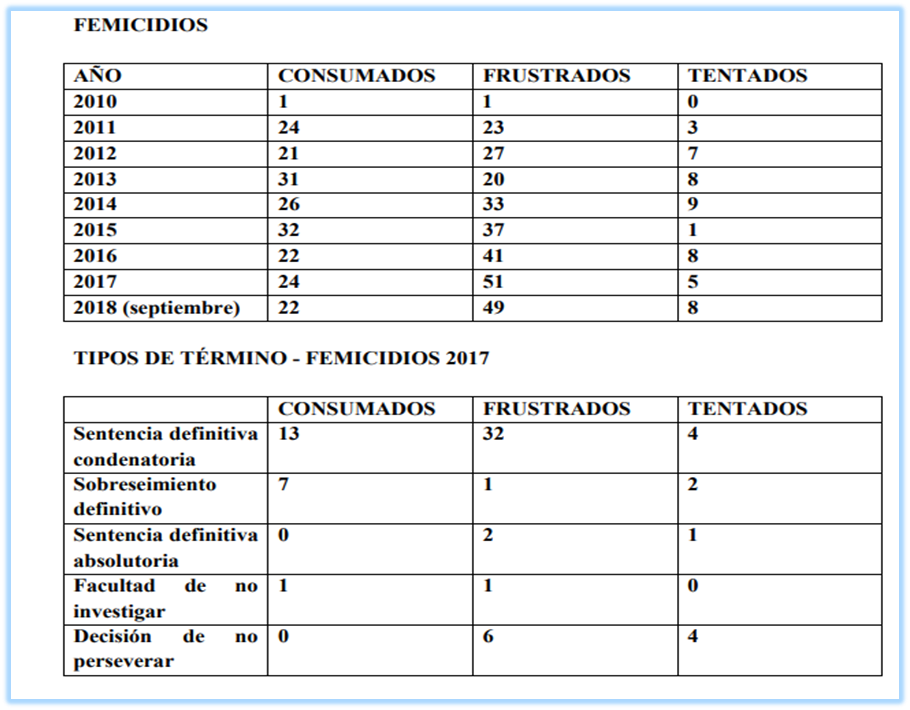 FEMICIDIOS
AÑO CONSUMADOS FRUSTRADOS TENTADOS
2010 1 1 0
2011 24 23 3
2012 21 27 7
2013 31 20 8
2014 26 33 9
2015 32 37 1
2016 22 41 8
2017 24 51 5
2018 (septiembre) 22 49 8
TIPOS DE TÉRMINO - FEMICIDIOS 2017
CONSUMADOS FRUSTRADOS TENTADOS
Sentencia definitiva 13 32 4
condenatoria
Sobreseimiento 7 1 2
definitivo
Sentencia definitiva 0 2 1
absolutoria
Facultad de no 1 1 0
investigar
Decisión de no 0 6 4
perseverar